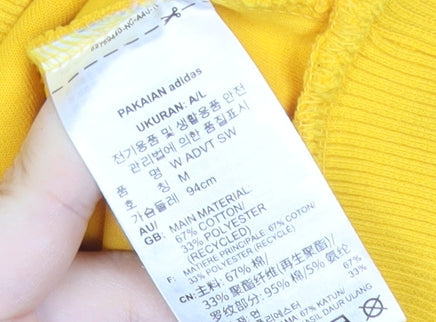 PAKAIAN adidas
UKURAN: A/L
전기용품 및 생활용품 안전
관리법에 의한 품질표시
품 명 W ADVT SW
호 칭 M
가슴둘레 94cm
AU/ MAIN MATERIAL
GB: 67% COTTON/
33% POLYESTER
(RECYCLED)
F: MATIERE PRINCIPALE 67% COTON/
33% POLYESTER (RECYCLÉ)
CN: 主料: 67% 棉/
33% 聚酯纤维(再生聚酯)/
罗纹部分: 95% 棉/5% 氨纶
67%
33%
67% KATUN/
HASIL DAUR ULANG